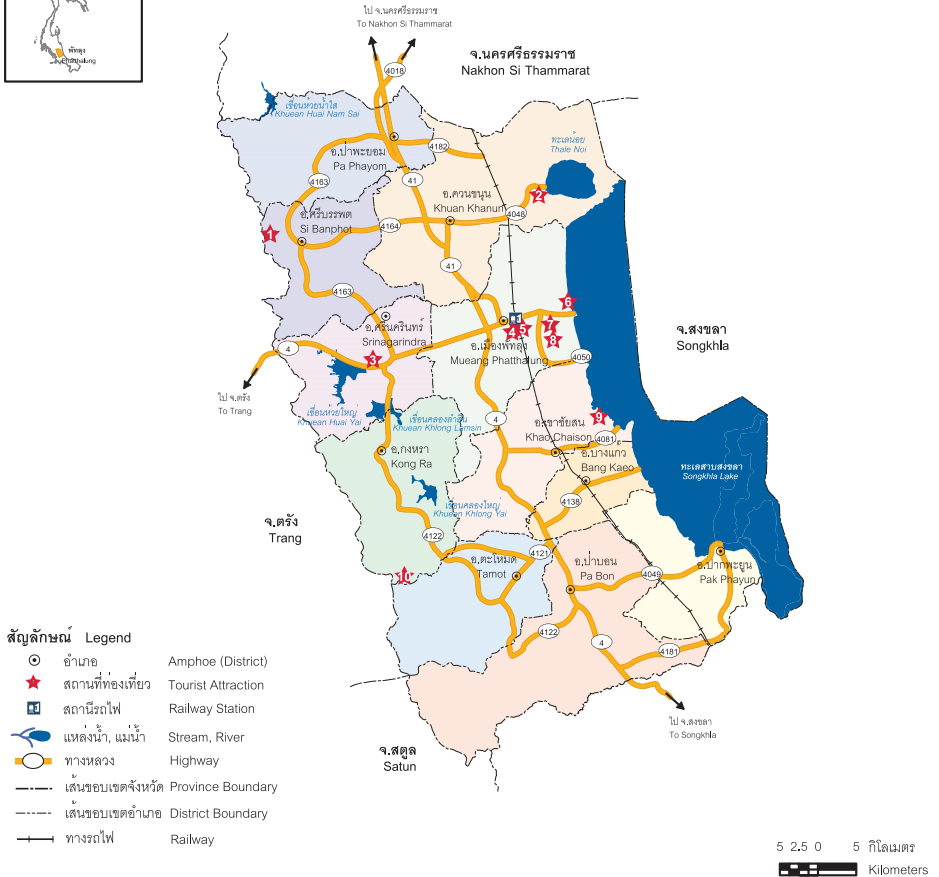 พัทลุง
Phatthalung
ไป จ.นครศรีธรรมราช
To Nakhon Si Thammarat
จ.นครศรีธรรมราช
Nakhon Si Thammarat
4018
เขื่อนห้วยน้ำใส
Khuean Huai Nam Sai
อ.ป่าพะยอม
Pa Phayom
4182
ทะเลน้อย
Thale Noi
4163
41
อ.ควนขนุน
Khuan Khanun
2
4048
1
อ.ศรีบรรพต
Si Banphot
4164
41
4163
6
อ.ศรีนครินทร์
Srinagarindra
4
5
7
8
อ.เมืองพัทลุง
Mueang Phatthalung
จ.สงขลา
Songkhla
4
3
4050
ไป จ.ตรัง
To Trang
เขื่อนห้วยใหญ่
Khuean Huai Yai
เขื่อนคลองลำสิน
Khuean Khlong Lamsin
4
9
อ.เขาชัยสน
Khao Chaison
4081
อ.กงหรา
Kong Ra
อ.บางแก้ว
Bang Kaeo
ทะเลสาบสงขลา
Songkhla Lake
4138
เขื่อนคลองใหญ่
Khuean Khlong Yai
จ.ตรัง
Trang
4122
4121
อ.ตะโหมด
Tamot
อ.ป่าบอน
Pa Bon
อ.ปากพะยูน
Pak Phayun
4049
10
4122
4
4181
ไป จ.สงขลา
To Songkhla
จ.สตูล
Satun
สัญลักษณ์ Legend
อำเภอ Amphoe (District)
สถานที่ท่องเที่ยว Tourist Attraction
สถานีรถไฟ Railway Station
แหล่งน้ำ, แม่น้ำ Stream, River
ทางหลวง Highway
เส้นขอบเขตจังหวัด Province Boundary
เส้นขอบเขตอำเภอ District Boundary
ทางรถไฟ Railway
5 2.5 0 5 กิโลเมตร
Kilometers